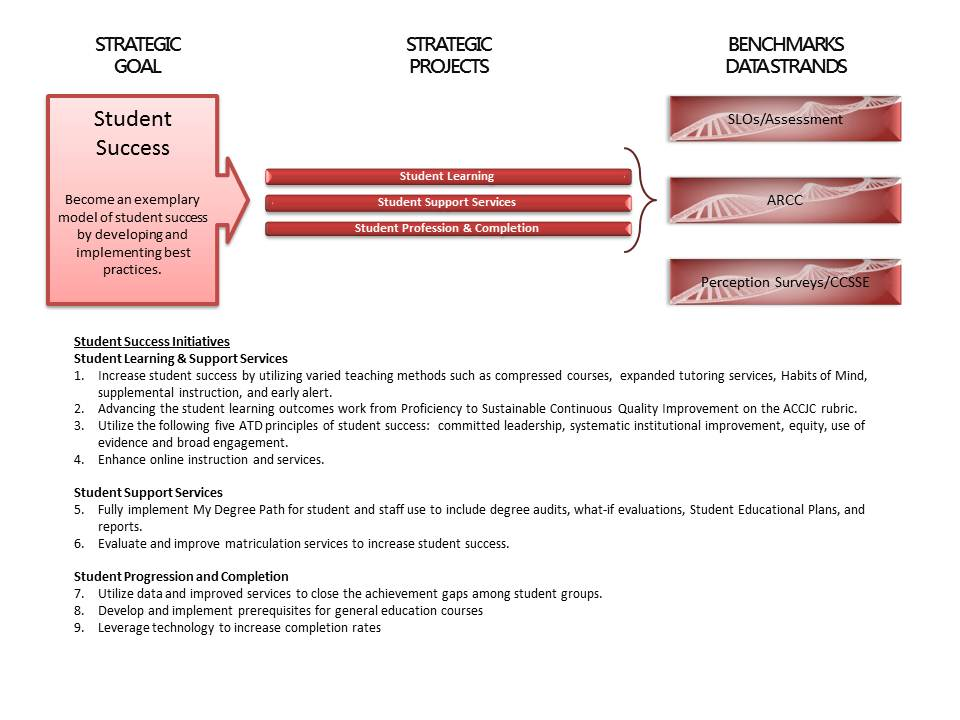 STRATEGIC
GOAL
STRATEGIC
PROJECTS
BENCHMARKS
DATA STRANDS
Student
Success
Become an exemplary
model of student success
by developing and
implementing best
practices.
Student Learning
Student Support Services
Student Profession & Completion
SLOs/Assessment
ARCC
Perception Surveys/CCSSE
Student Success Initiatives
Student Learning & Support Services
1. Increase student success by utilizing varied teaching methods such as compressed courses, expanded tutoring services, Habits of Mind,
supplemental instruction, and early alert.
2. Advancing the student learning outcomes work from Proficiency to Sustainable Continuous Quality Improvement on the ACCJC rubric.
3. Utilize the following five ATD principles of student success: committed leadership, systematic institutional improvement, equity, use of
evidence and broad engagement.
4. Enhance online instruction and services.
Student Support Services
5. Fully implement My Degree Path for student and staff use to include degree audits, what-if evaluations, Student Educational Plans, and
reports.
6. Evaluate and improve matriculation services to increase student success.
Student Progression and Completion
7. Utilize data and improved services to close the achievement gaps among student groups.
8. Develop and implement prerequisites for general education courses
9. Leverage technology to increase completion rates